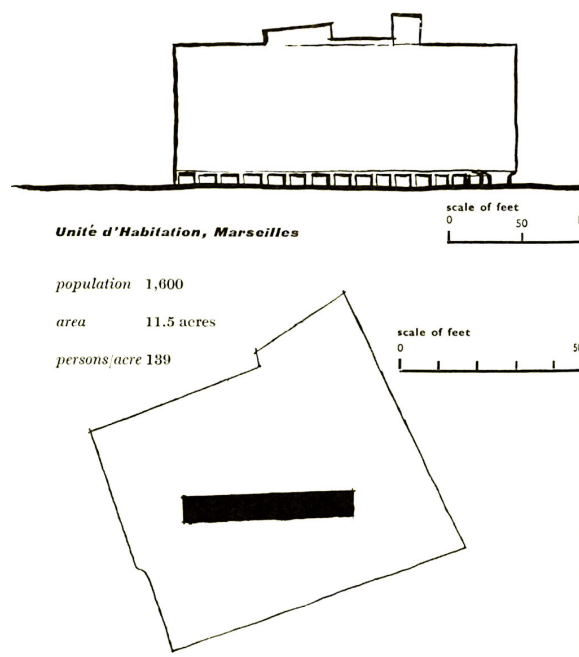 scale of feet
0 50
Unité d'Habitation, Marseilles
population 1,600
area 11.5 acres
persons/acre 139
scale of feet
0 50